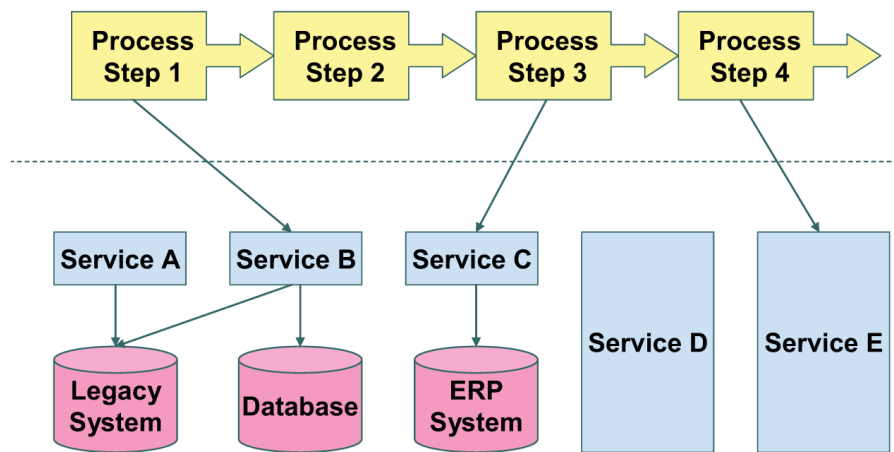 Process
Step 1
Process
Step 2
Process
Step 3
Process
Step 4
Service A
Service B
Service C
Service D
Service E
Legacy
System
Database
ERP
System